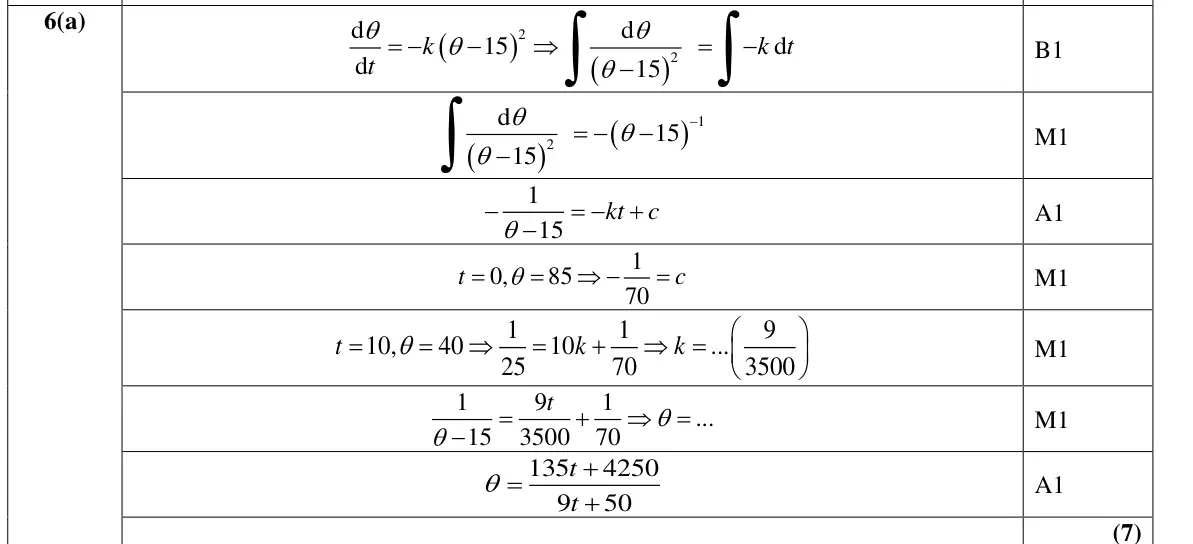 6(a)
dθ/dt = −k(θ−15)² ⇒ ∫ dθ/(θ−15)² = ∫ −k dt B1
∫ dθ/(θ−15)² = −(θ−15)⁻¹ M1
− 1/(θ−15) = −kt + c A1
t = 0, θ = 85 ⇒ − 1/70 = c M1
t = 10, θ = 40 ⇒ 1/25 = 10k + 1/70 ⇒ k = ...(9/3500) M1
1/(θ−15) = 9t/3500 + 1/70 ⇒ θ = ... M1
θ = (135t + 4250)/(9t + 50) A1
(7)